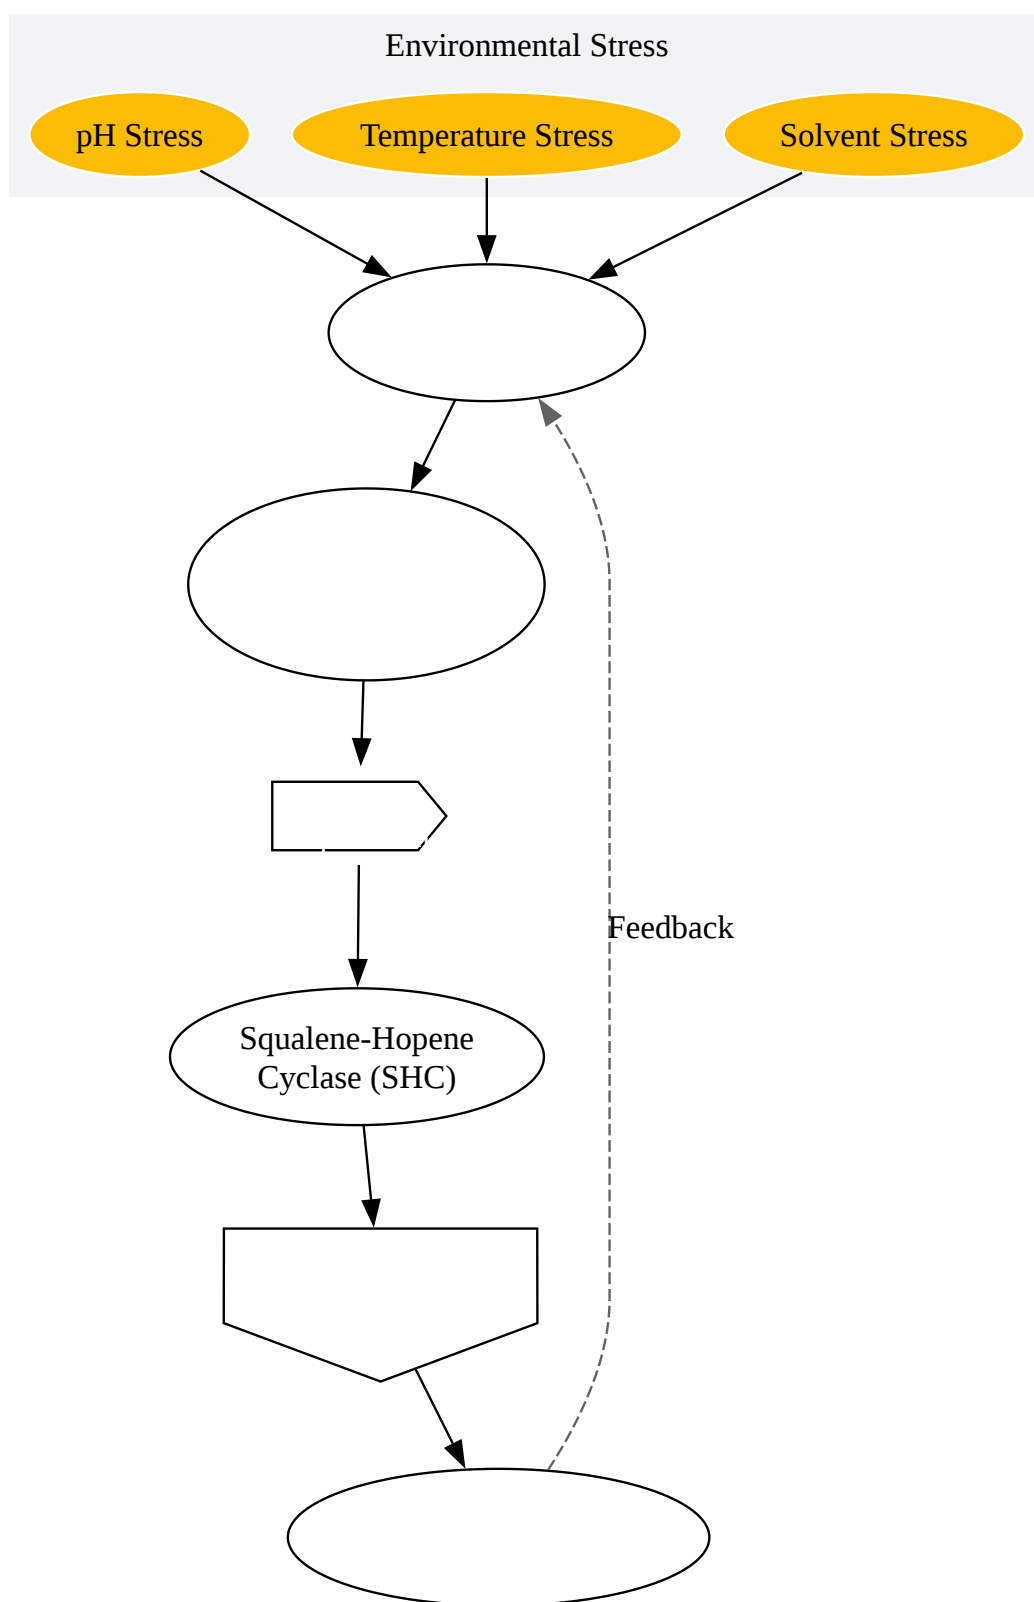 Environmental Stress
pH Stress
Temperature Stress
Solvent Stress
Feedback
Squalene-Hopene
Cyclase (SHC)